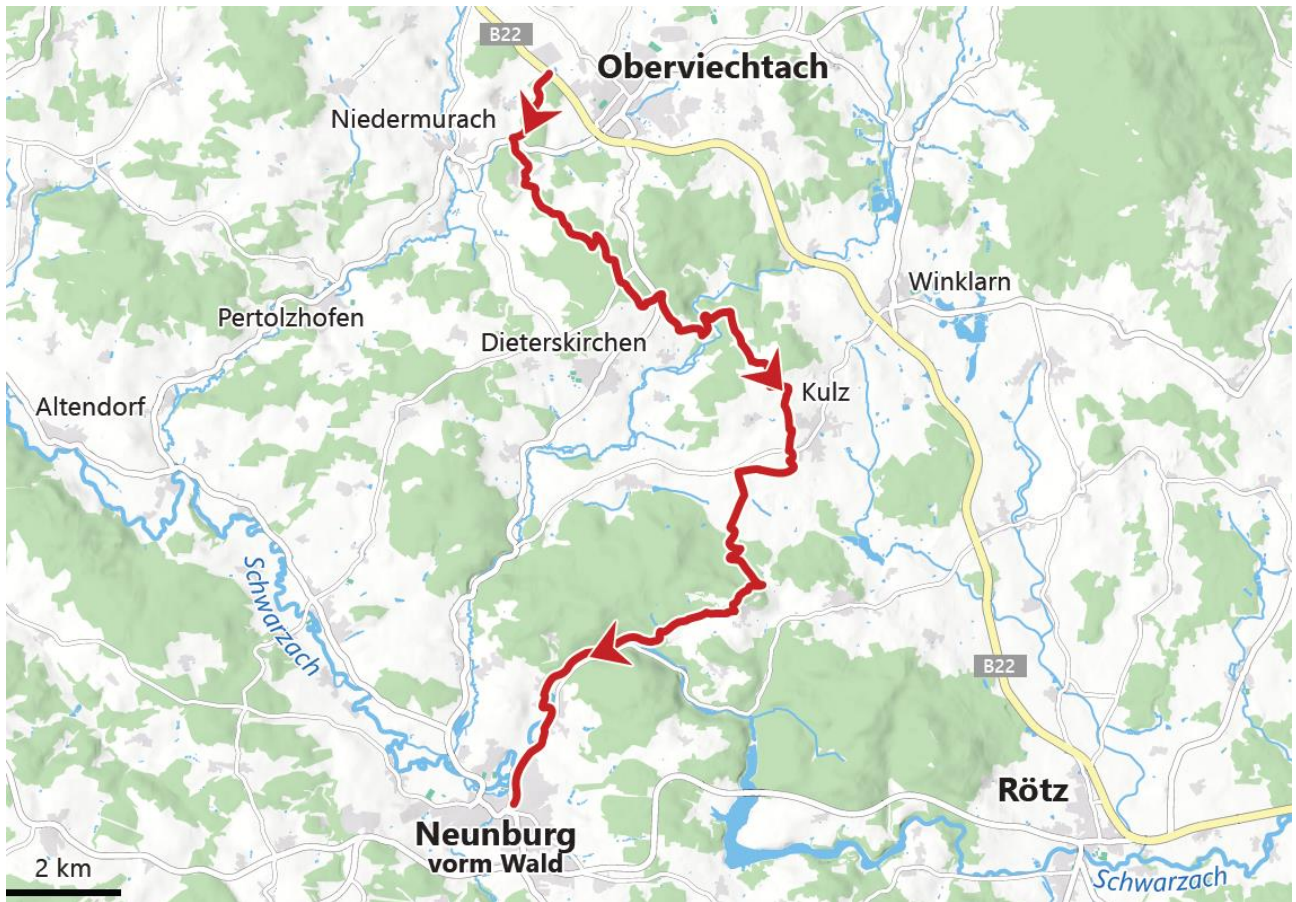 B22
Oberviechtach
Niedermurach
Winklarn
Pertolzhofen
Dieterskirchen
Kulz
Altendorf
Schwarzach
B22
Rötz
Neunburg
vorm Wald
2 km
Schwarzach